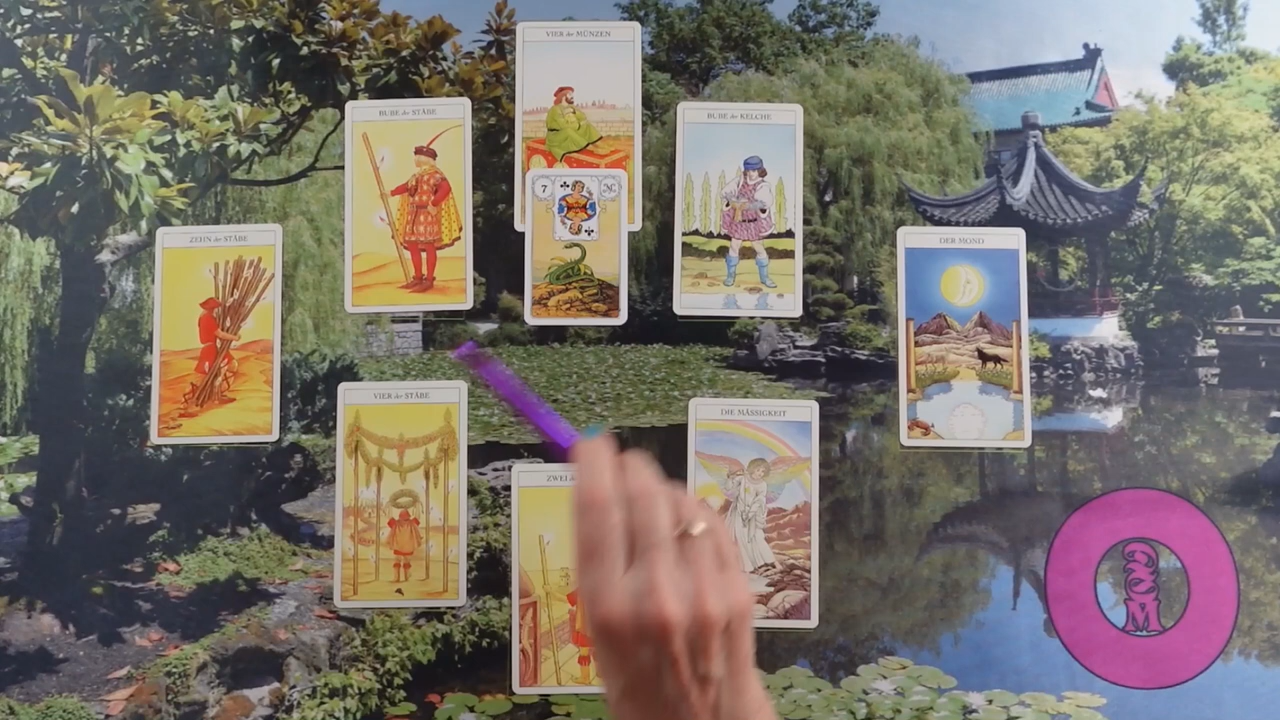 VIER der MÜNZEN
BUBE der STÄBE
BUBE der KELCHE
7
ZEHN der STÄBE
DER MOND
VIER der STÄBE
DIE MÄSSIGKEIT
ZWEI